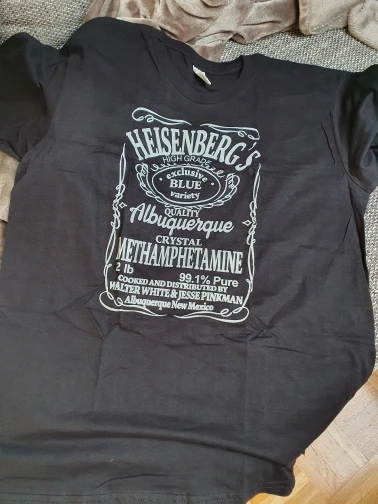 HEISENBERG'S
HIGH GRADE
exclusive
BLUE
variety
QUALITY
Albuquerque
CRYSTAL
METHAMPHETAMINE
2 lb 99.1% Pure
COOKED AND DISTRIBUTED BY
WALTER WHITE & JESSE PINKMAN
Albuquerque New Mexico